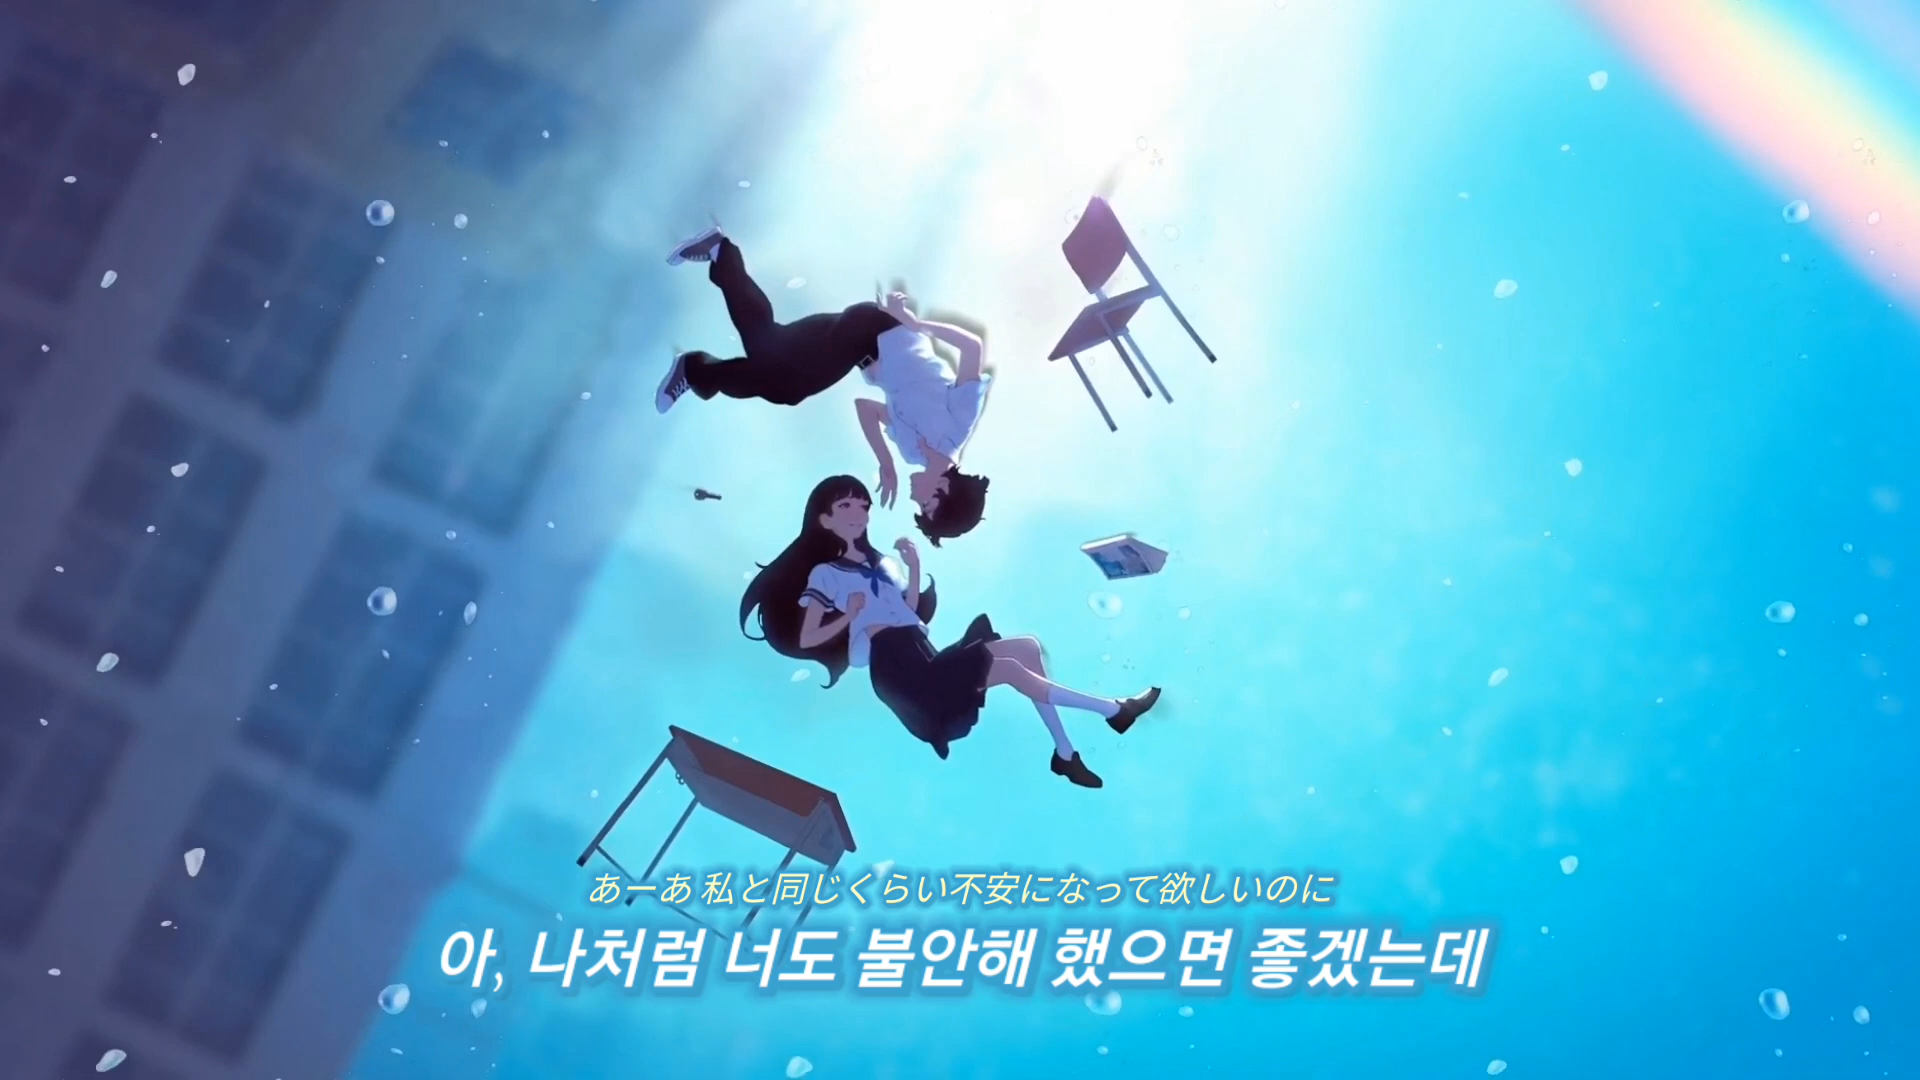 あーあ 私と同じくらい不安になって欲しいのに
아, 나처럼 너도 불안해 했으면 좋겠는데